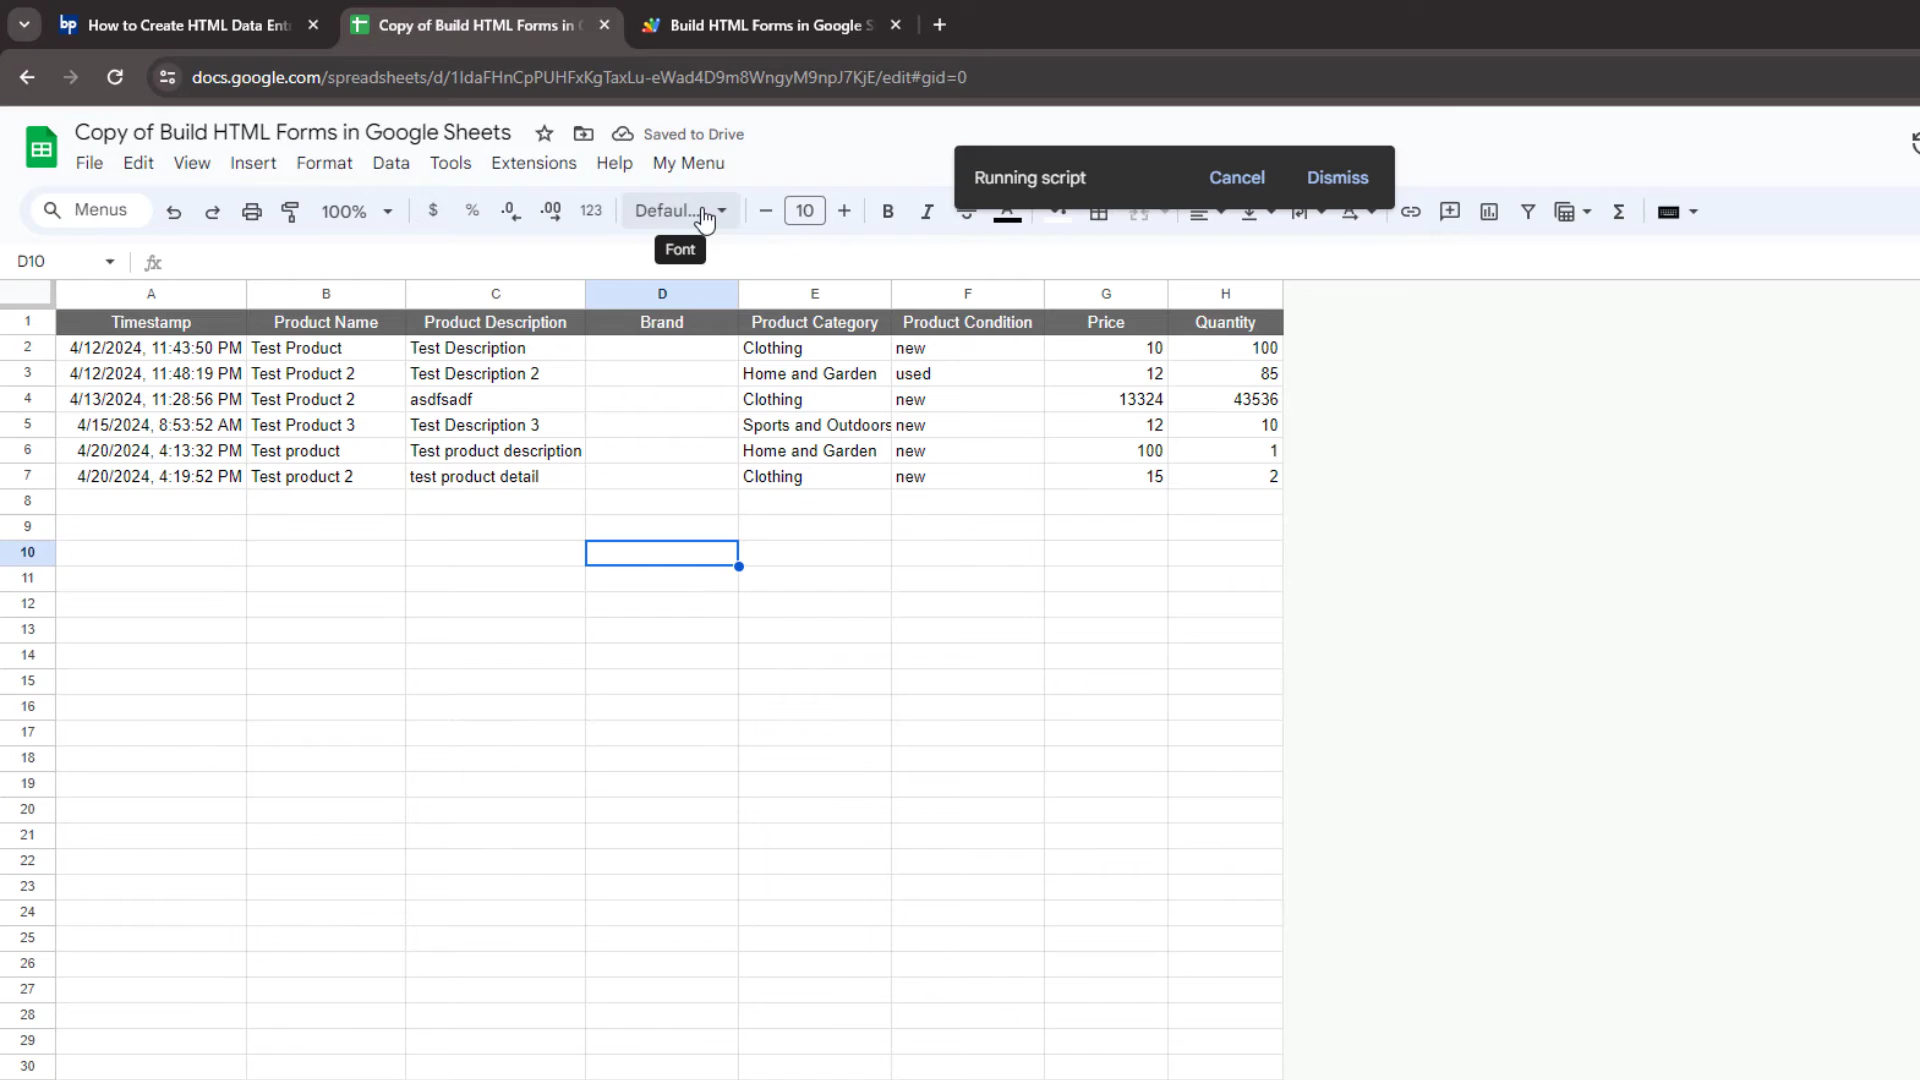 bp How to Create HTML Data Ent
Copy of Build HTML Forms in
Build HTML Forms in Google S
docs.google.com/spreadsheets/d/1IdaFHnCpPUHFxKgTaxLu-eWad4D9m8WngyM9npJ7KjE/edit#gid=0
Copy of Build HTML Forms in Google Sheets
Saved to Drive
File Edit View Insert Format Data Tools Extensions Help My Menu
Running script Cancel Dismiss
Menus 100% $ % .0 .00 123 Defaul... 10 B I A Σ
Font
D10 fx
A B C D E F G H
1 Timestamp Product Name Product Description Brand Product Category Product Condition Price Quantity
2 4/12/2024, 11:43:50 PM Test Product Test Description Clothing new 10 100
3 4/12/2024, 11:48:19 PM Test Product 2 Test Description 2 Home and Garden used 12 85
4 4/13/2024, 11:28:56 PM Test Product 2 asdfsadf Clothing new 13324 43536
5 4/15/2024, 8:53:52 AM Test Product 3 Test Description 3 Sports and Outdoors new 12 10
6 4/20/2024, 4:13:32 PM Test product Test product description Home and Garden new 100 1
7 4/20/2024, 4:19:52 PM Test product 2 test product detail Clothing new 15 2
8
9
10
11
12
13
14
15
16
17
18
19
20
21
22
23
24
25
26
27
28
29
30